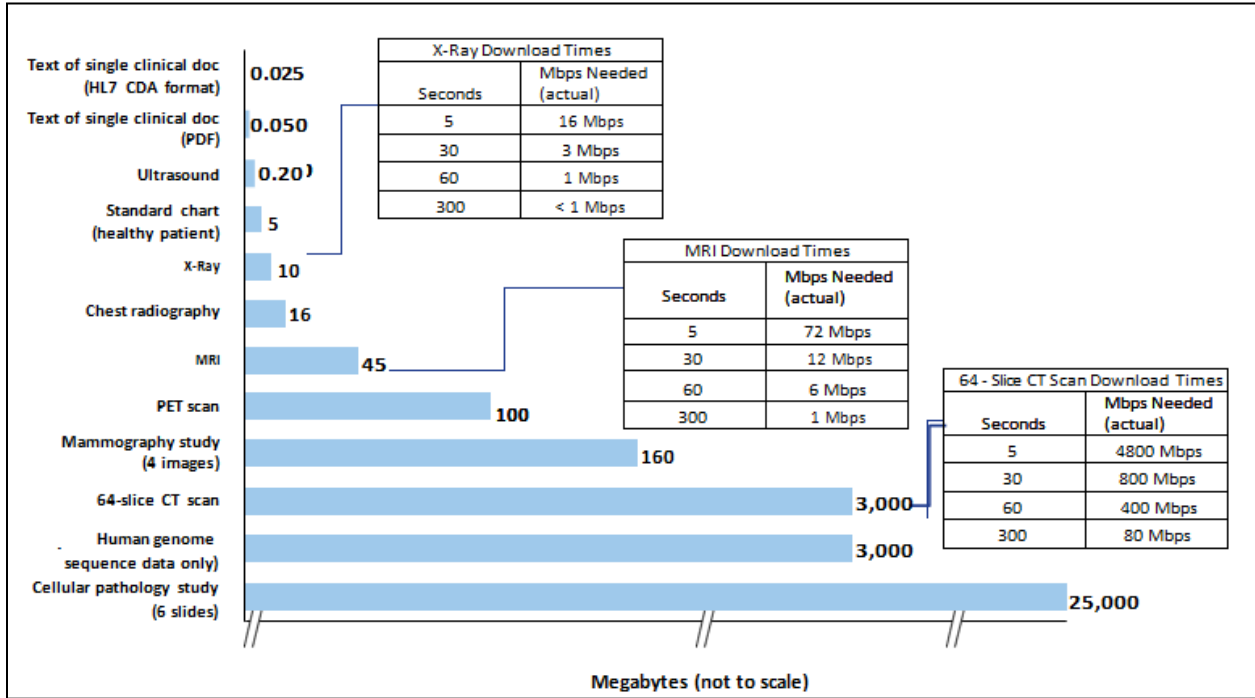 Text of single clinical doc
(HL7 CDA format)
0.025
Text of single clinical doc
(PDF)
0.050
Ultrasound
0.20)
Standard chart
(healthy patient)
5
X-Ray
10
Chest radiography
16
MRI
45
PET scan
100
Mammography study
(4 images)
160
64-slice CT scan
3,000
Human genome
sequence data only)
3,000
Cellular pathology study
(6 slides)
25,000
Megabytes (not to scale)
X-Ray Download Times
Seconds Mbps Needed
(actual)
5 16 Mbps
30 3 Mbps
60 1 Mbps
300 < 1 Mbps
MRI Download Times
Seconds Mbps Needed
(actual)
5 72 Mbps
30 12 Mbps
60 6 Mbps
300 1 Mbps
64 - Slice CT Scan Download Times
Seconds Mbps Needed
(actual)
5 4800 Mbps
30 800 Mbps
60 400 Mbps
300 80 Mbps